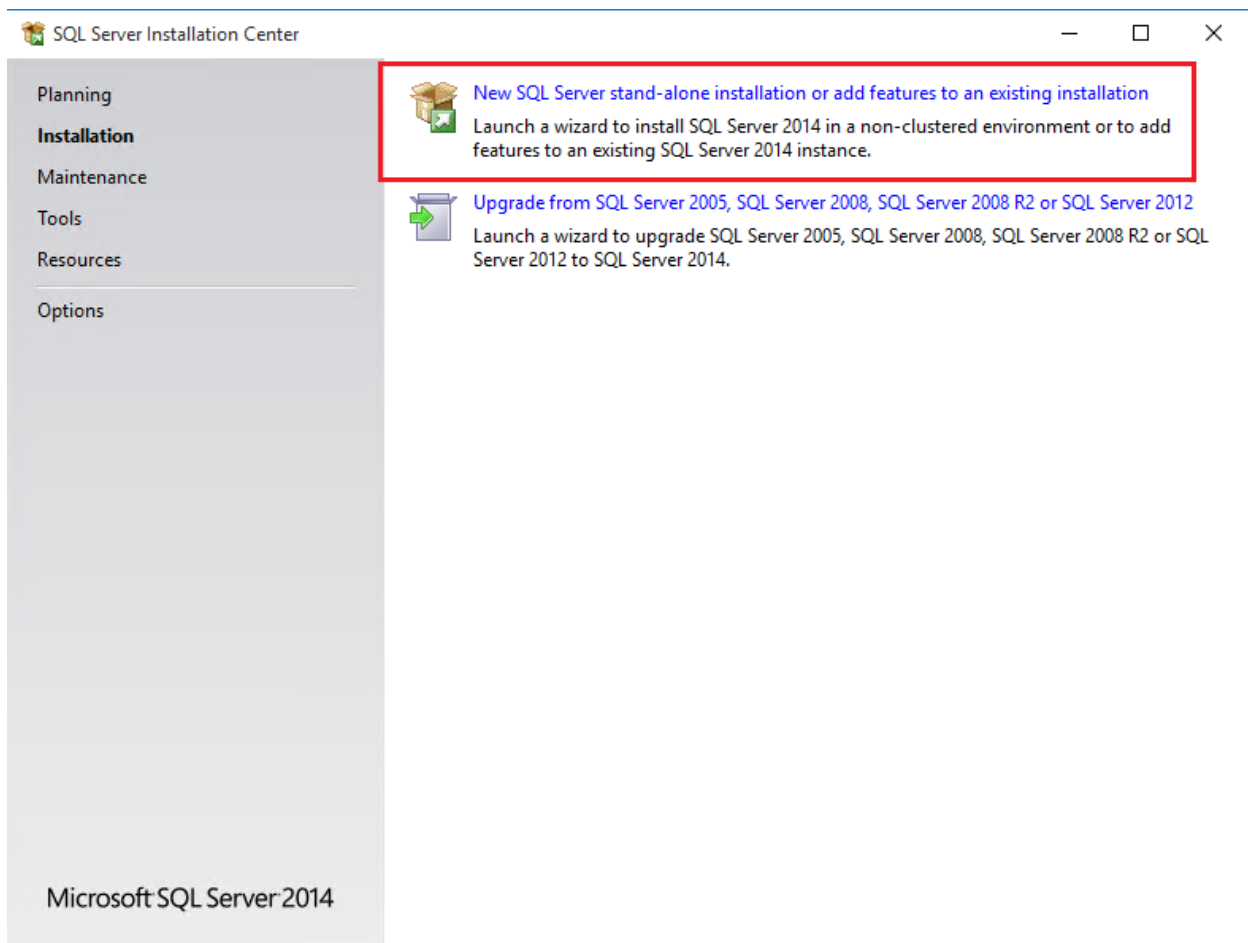 SQL Server Installation Center
Planning
Installation
Maintenance
Tools
Resources
Options
New SQL Server stand-alone installation or add features to an existing installation
Launch a wizard to install SQL Server 2014 in a non-clustered environment or to add
features to an existing SQL Server 2014 instance.
Upgrade from SQL Server 2005, SQL Server 2008, SQL Server 2008 R2 or SQL Server 2012
Launch a wizard to upgrade SQL Server 2005, SQL Server 2008, SQL Server 2008 R2 or SQL
Server 2012 to SQL Server 2014.
Microsoft SQL Server 2014